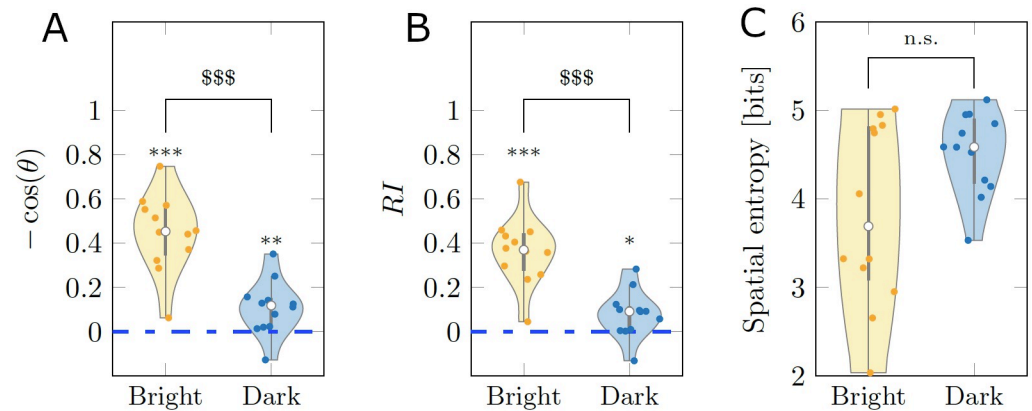 A
− cos(θ)
1
0.8
0.6
0.4
0.2
0
$$$
***
**
Bright Dark
B
RI
1
0.8
0.6
0.4
0.2
0
$$$
***
*
Bright Dark
C
Spatial entropy [bits]
6
5
4
3
2
n.s.
Bright Dark